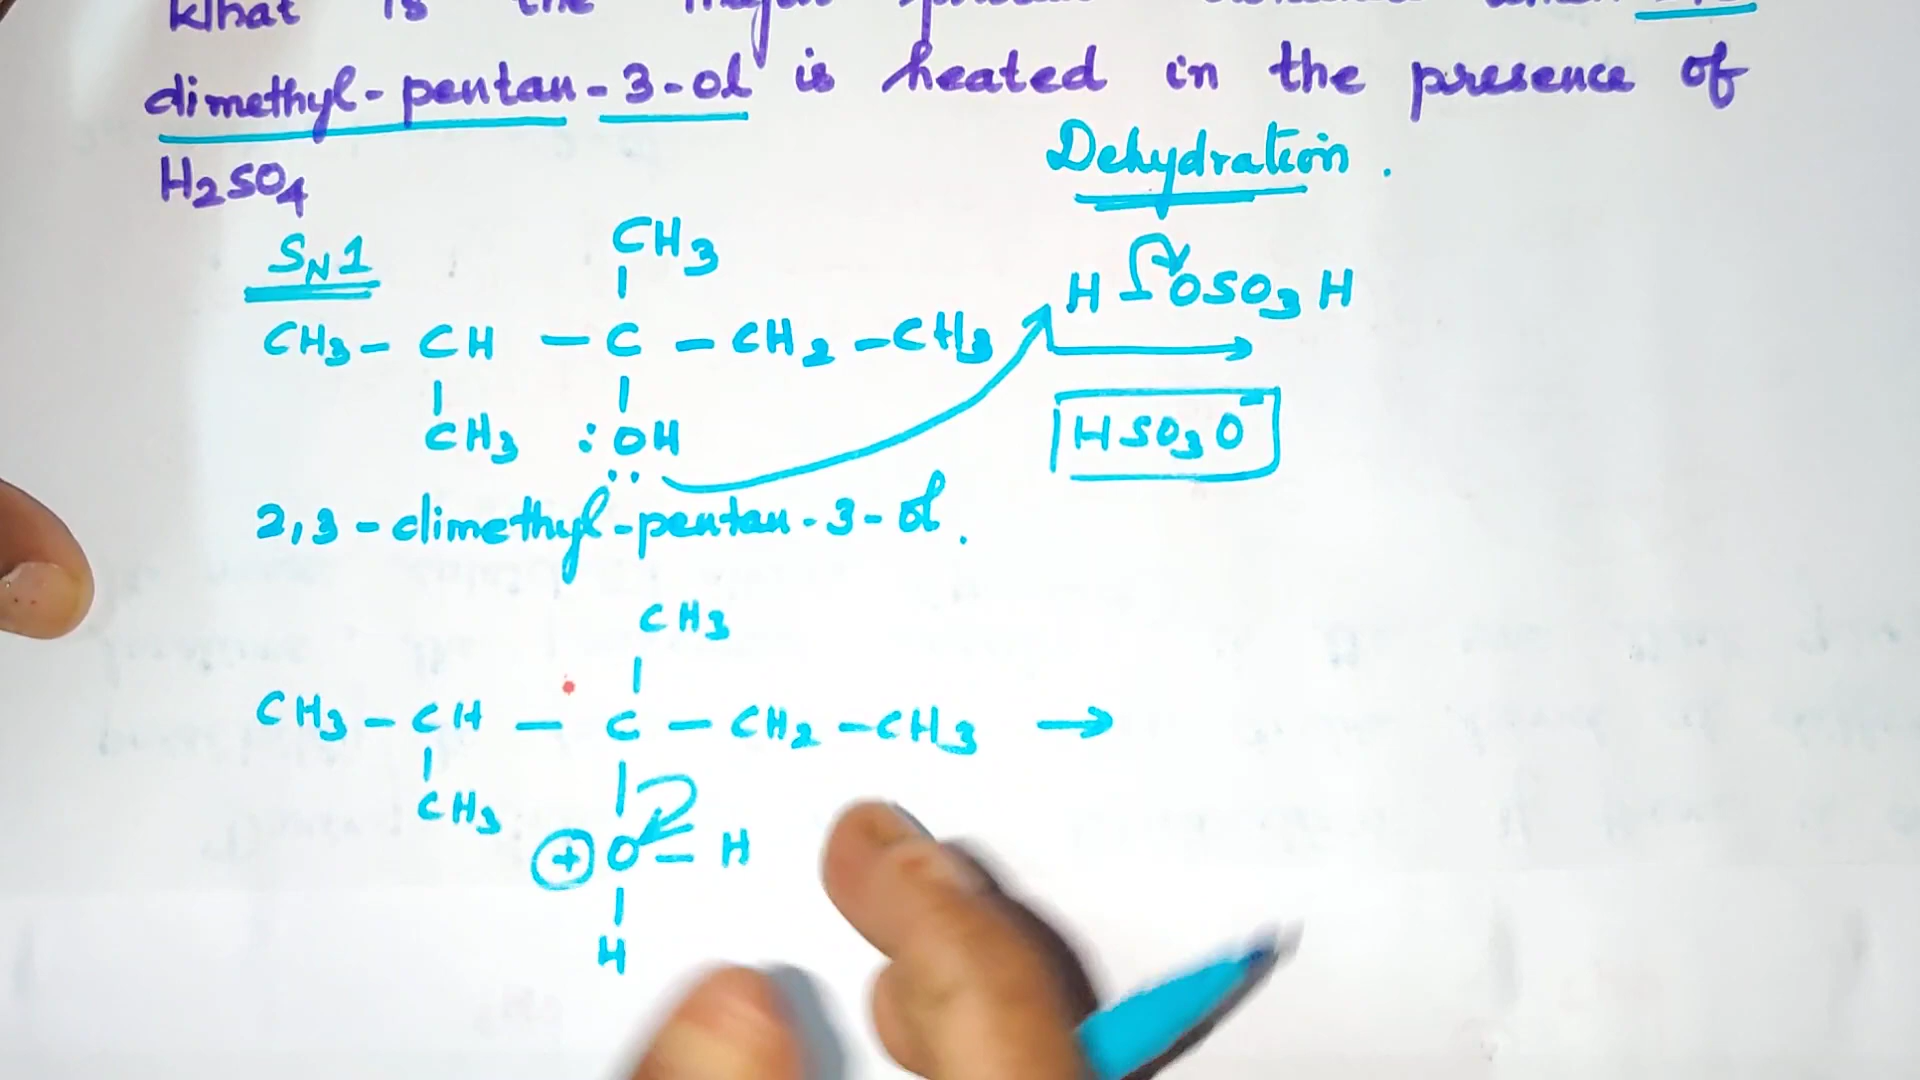 What is the
dimethyl-pentan-3-ol is heated in the presence of
H2SO4
Dehydration.
SN1
CH3
H OSO3H
CH3 - CH - C - CH2 - CH3
CH3 :OH
HSO3O-
2,3-dimethyl-pentan-3-ol.
CH3
CH3 - CH - C - CH2 - CH3 →
CH3
+ O - H
H